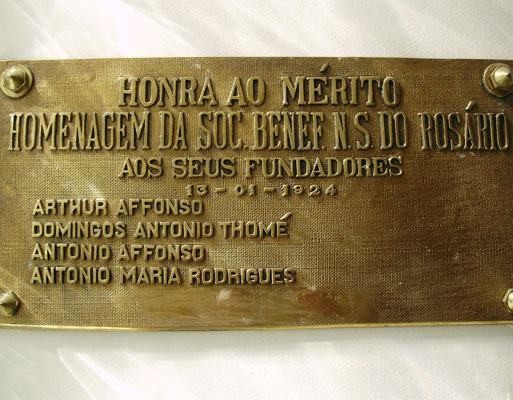 HONRA AO MÉRITO
HOMENAGEM DA SOC. BENEF. N. S. DO ROSÁRIO
AOS SEUS FUNDADORES
13-01-1924
ARTHUR AFFONSO
DOMINGOS ANTONIO THOMÉ
ANTONIO AFFONSO
ANTONIO MARIA RODRIGUES